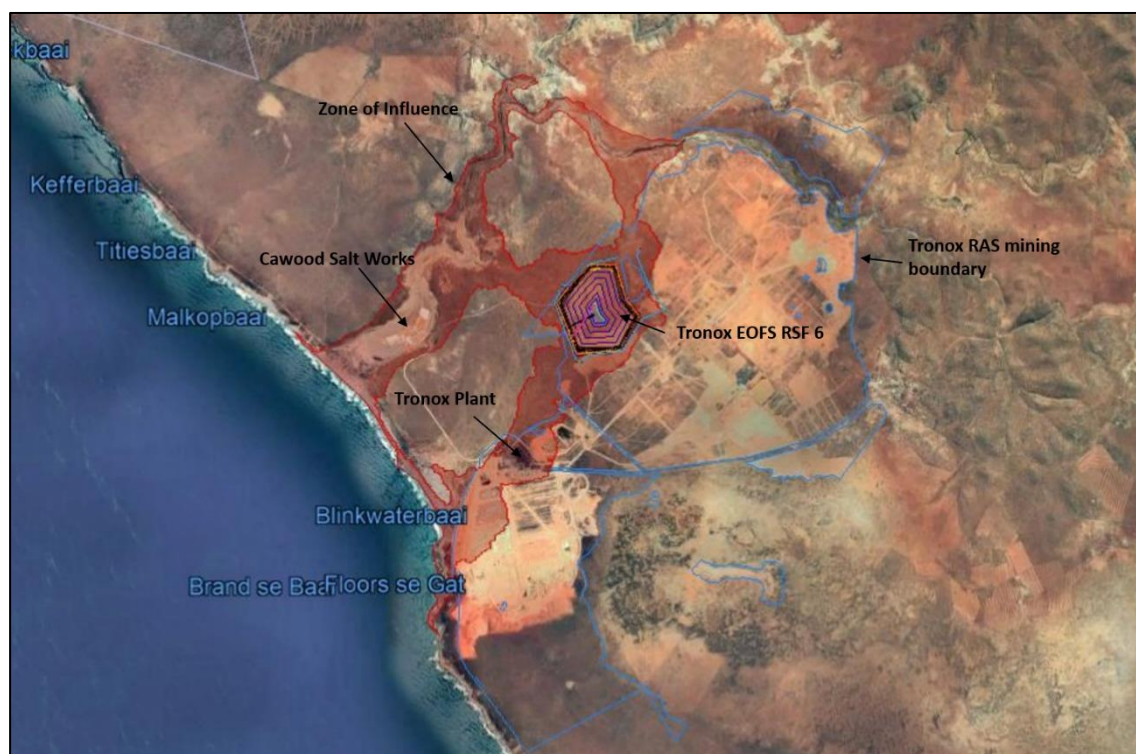 kbaai
Zone of Influence
Kefferbaai
Titiesbaai
Cawood Salt Works
Tronox RAS mining
boundary
Malkopbaai
Tronox EOFS RSF 6
Tronox Plant
Blinkwaterbaai
Brand se Baai
Floors se Gat